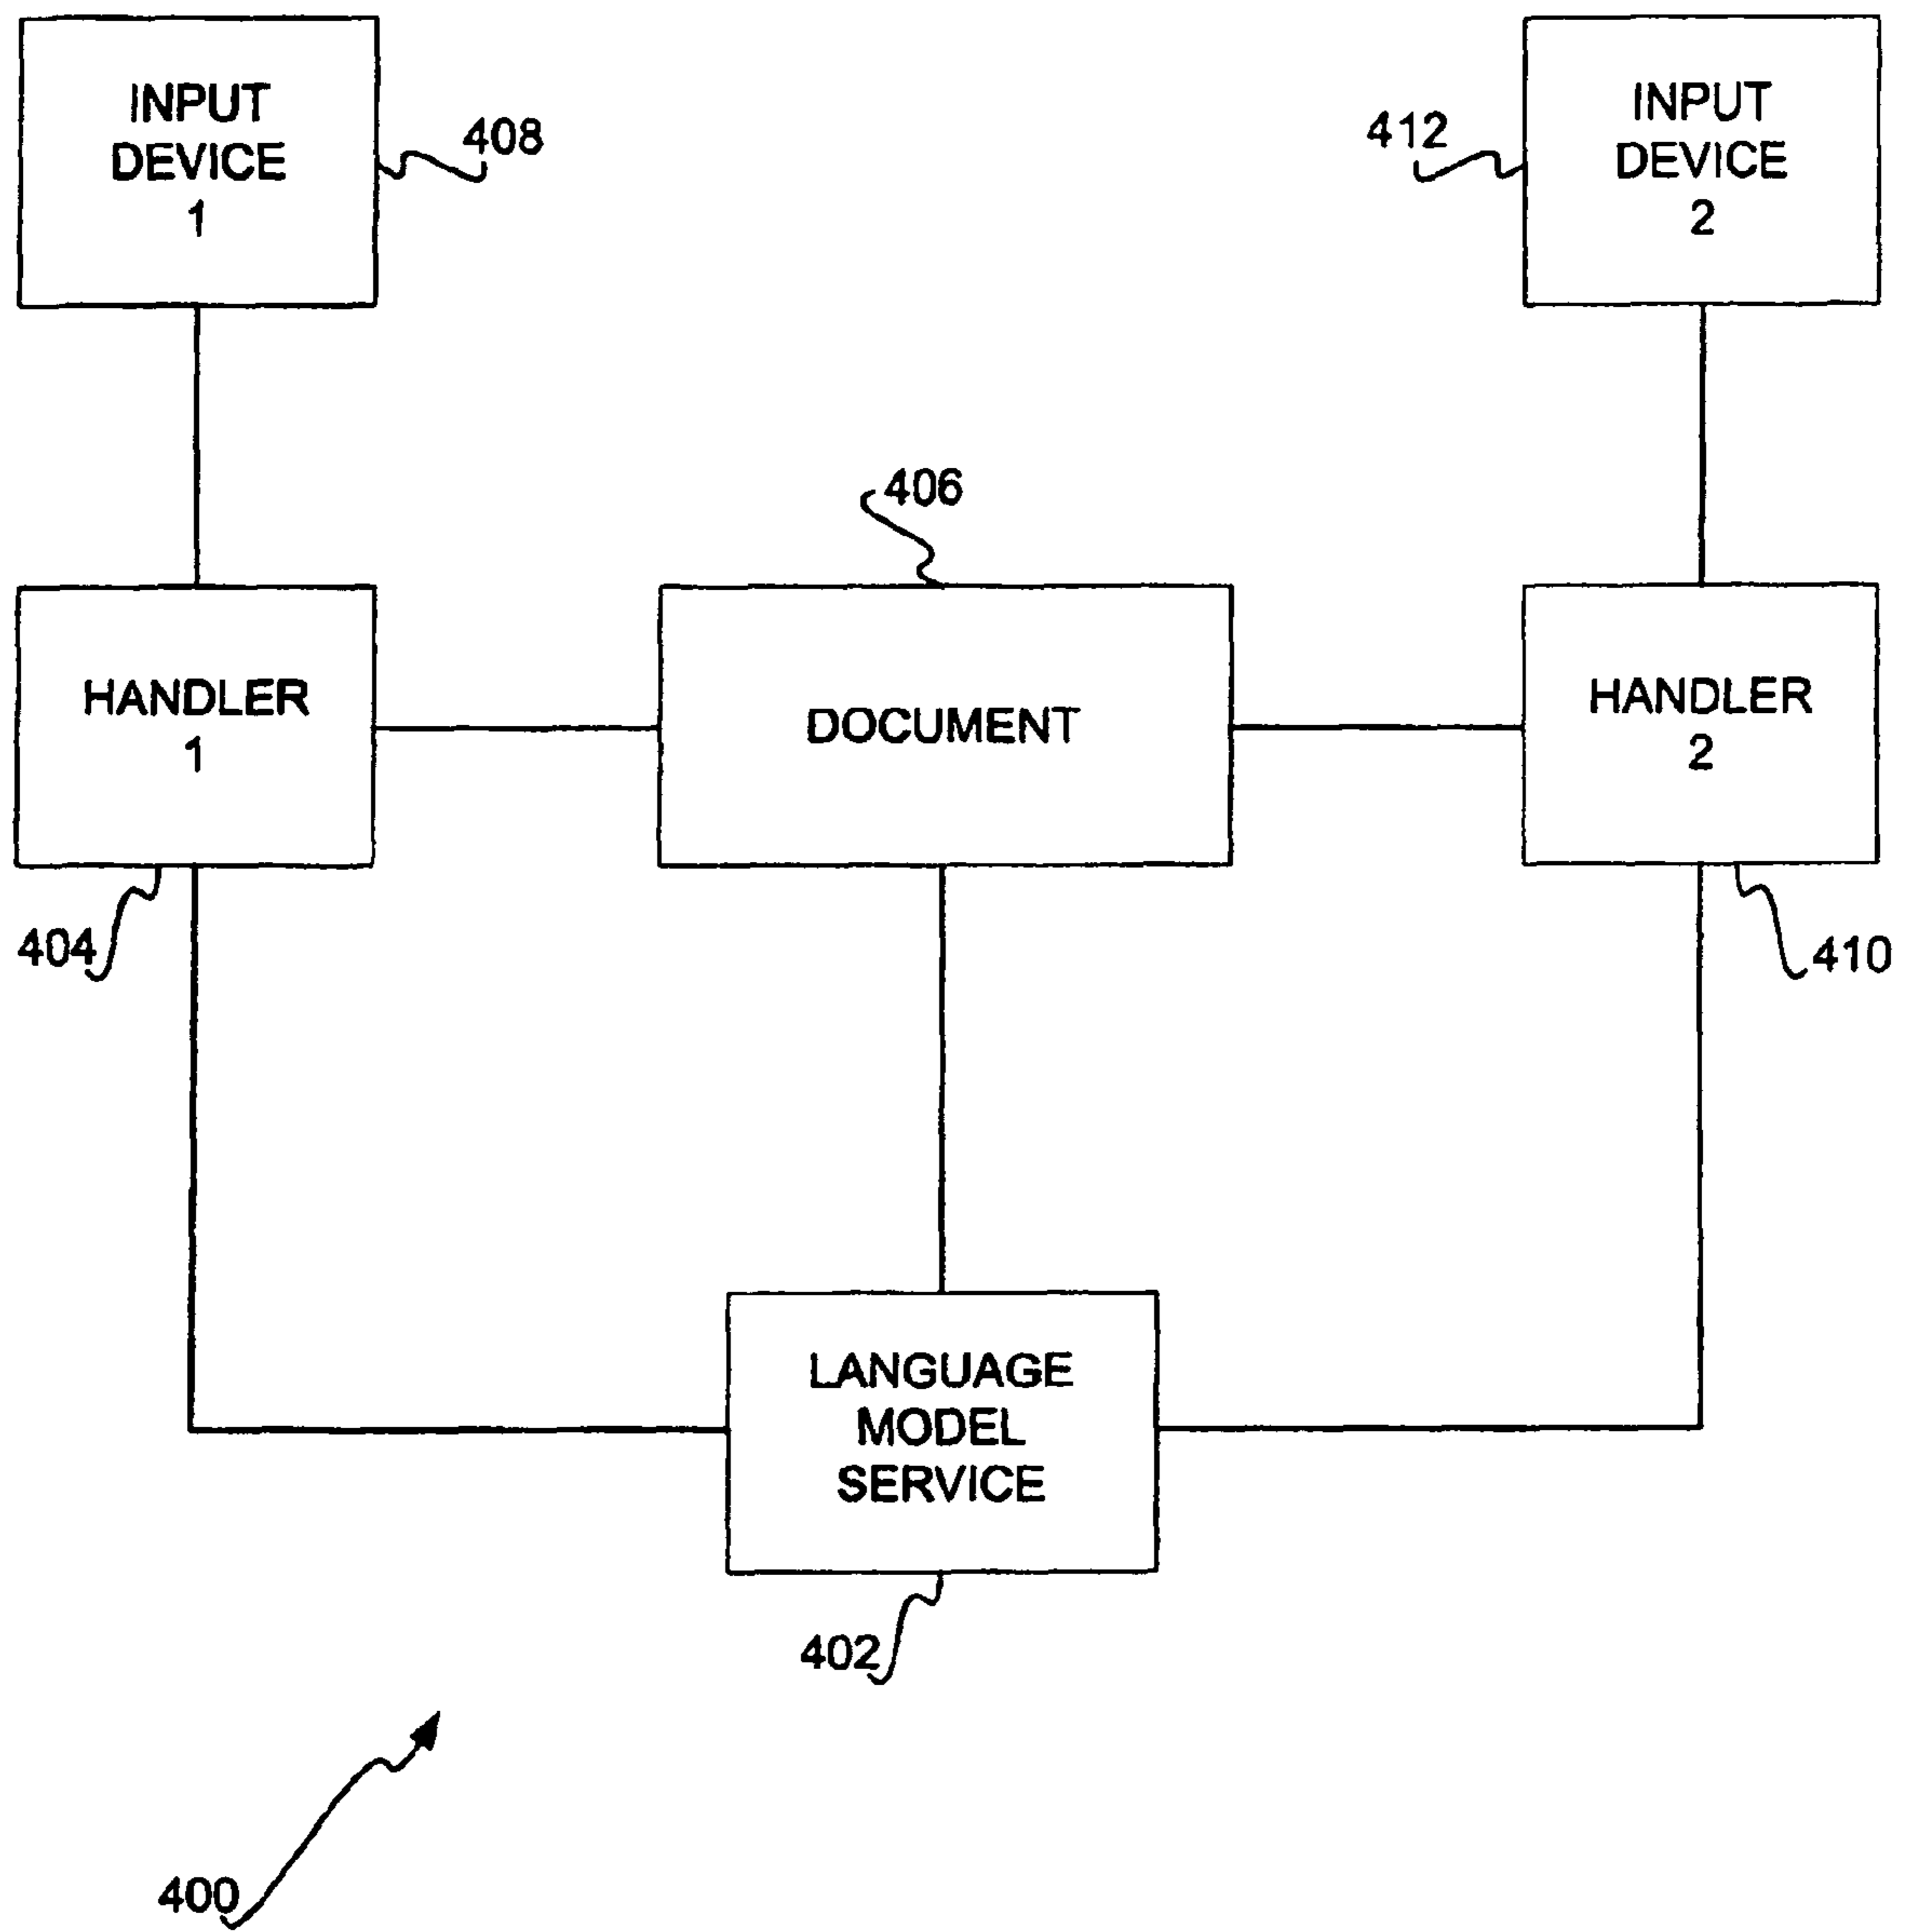 INPUT
DEVICE
1
408
412
INPUT
DEVICE
2
406
HANDLER
1
DOCUMENT
HANDLER
2
404
410
LANGUAGE
MODEL
SERVICE
402
400